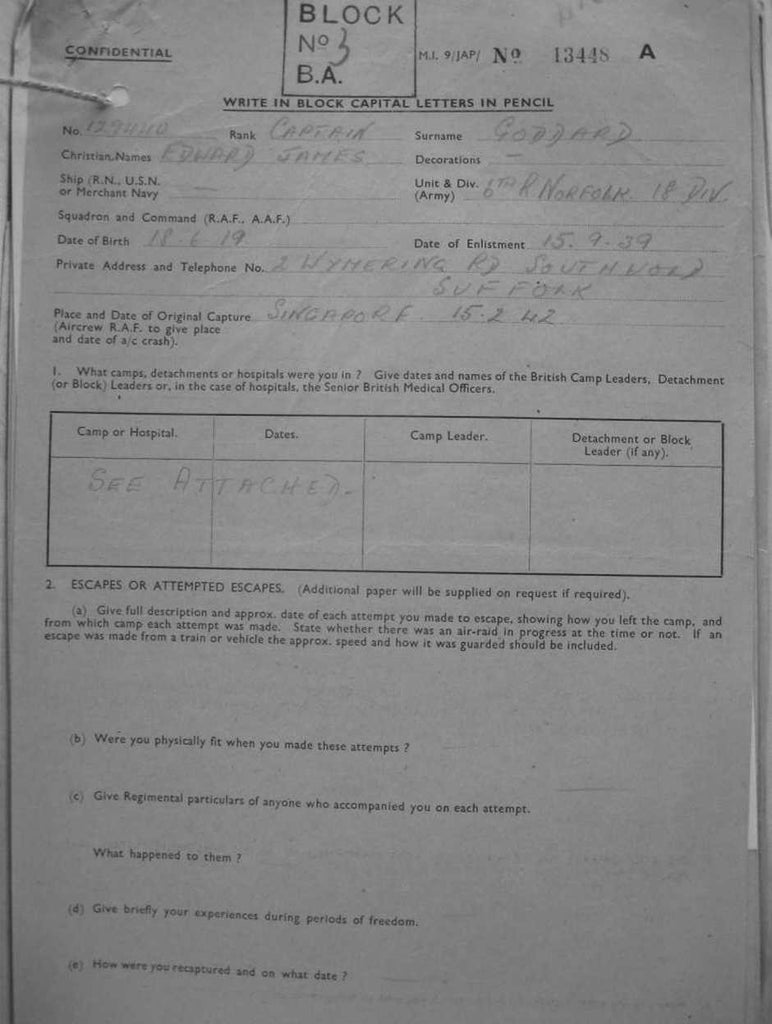 BLOCK
No 3
B.A.
CONFIDENTIAL
M.I. 9/JAP/ No 13448 A
WRITE IN BLOCK CAPITAL LETTERS IN PENCIL
No. 129440 Rank CAPTAIN Surname GODDARD
Christian Names EDWARD JAMES Decorations —
Ship (R.N., U.S.N. or Merchant Navy — Unit & Div. (Army) 6TH R NORFOLK. 18 DIV.
Squadron and Command (R.A.F., A.A.F.)
Date of Birth 18.6.19 Date of Enlistment 15.9.39
Private Address and Telephone No. 2 WYMERING RD SOUTHWOLD
SUFFOLK
Place and Date of Original Capture SINGAPORE. 15.2.42
(Aircrew R.A.F. to give place
and date of a/c crash).
1. What camps, detachments or hospitals were you in ? Give dates and names of the British Camp Leaders, Detachment
(or Block) Leaders or, in the case of hospitals, the Senior British Medical Officers.
Camp or Hospital. Dates. Camp Leader. Detachment or Block Leader (if any).
SEE ATTACHED.
2. ESCAPES OR ATTEMPTED ESCAPES. (Additional paper will be supplied on request if required).
(a) Give full description and approx. date of each attempt you made to escape, showing how you left the camp, and
from which camp each attempt was made. State whether there was an air-raid in progress at the time or not. If an
escape was made from a train or vehicle the approx. speed and how it was guarded should be included.
(b) Were you physically fit when you made these attempts ?
(c) Give Regimental particulars of anyone who accompanied you on each attempt.
What happened to them ?
(d) Give briefly your experiences during periods of freedom.
(e) How were you recaptured and on what date ?